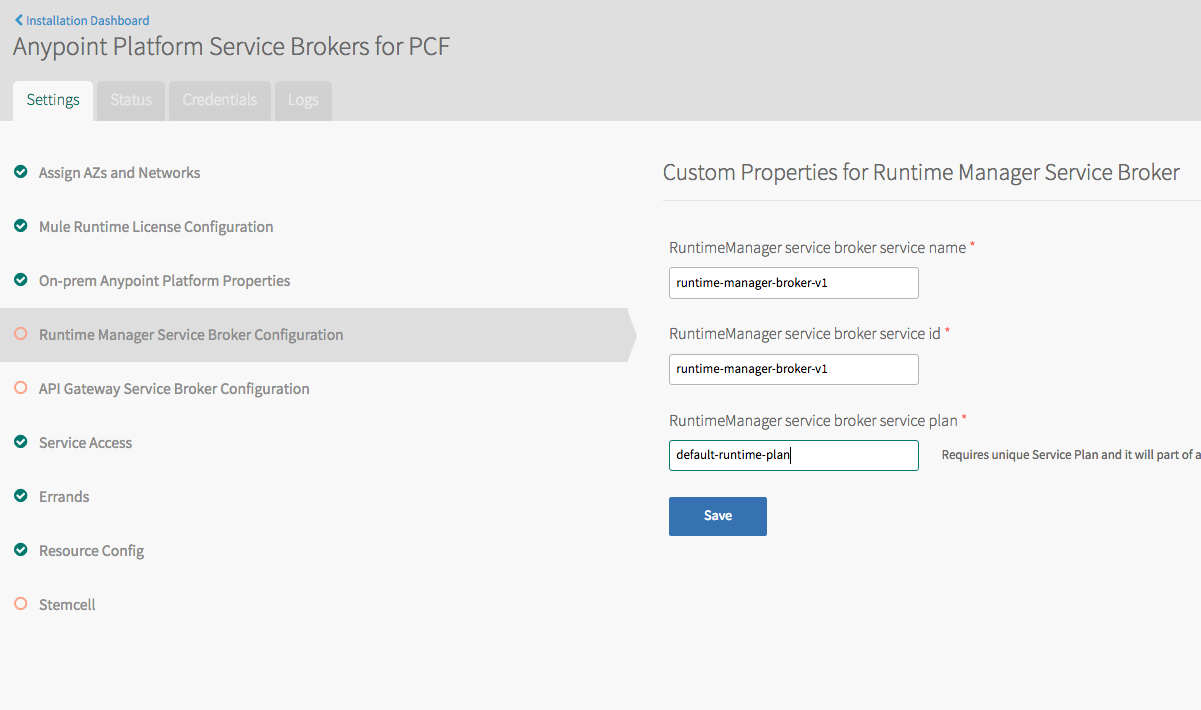 Installation Dashboard
Anypoint Platform Service Brokers for PCF
Settings
Status
Credentials
Logs
Assign AZs and Networks
Mule Runtime License Configuration
On-prem Anypoint Platform Properties
Runtime Manager Service Broker Configuration
API Gateway Service Broker Configuration
Service Access
Errands
Resource Config
Stemcell
Custom Properties for Runtime Manager Service Broker
RuntimeManager service broker service name *
runtime-manager-broker-v1
RuntimeManager service broker service id *
runtime-manager-broker-v1
RuntimeManager service broker service plan *
default-runtime-plan
Requires unique Service Plan and it will part of a
Save